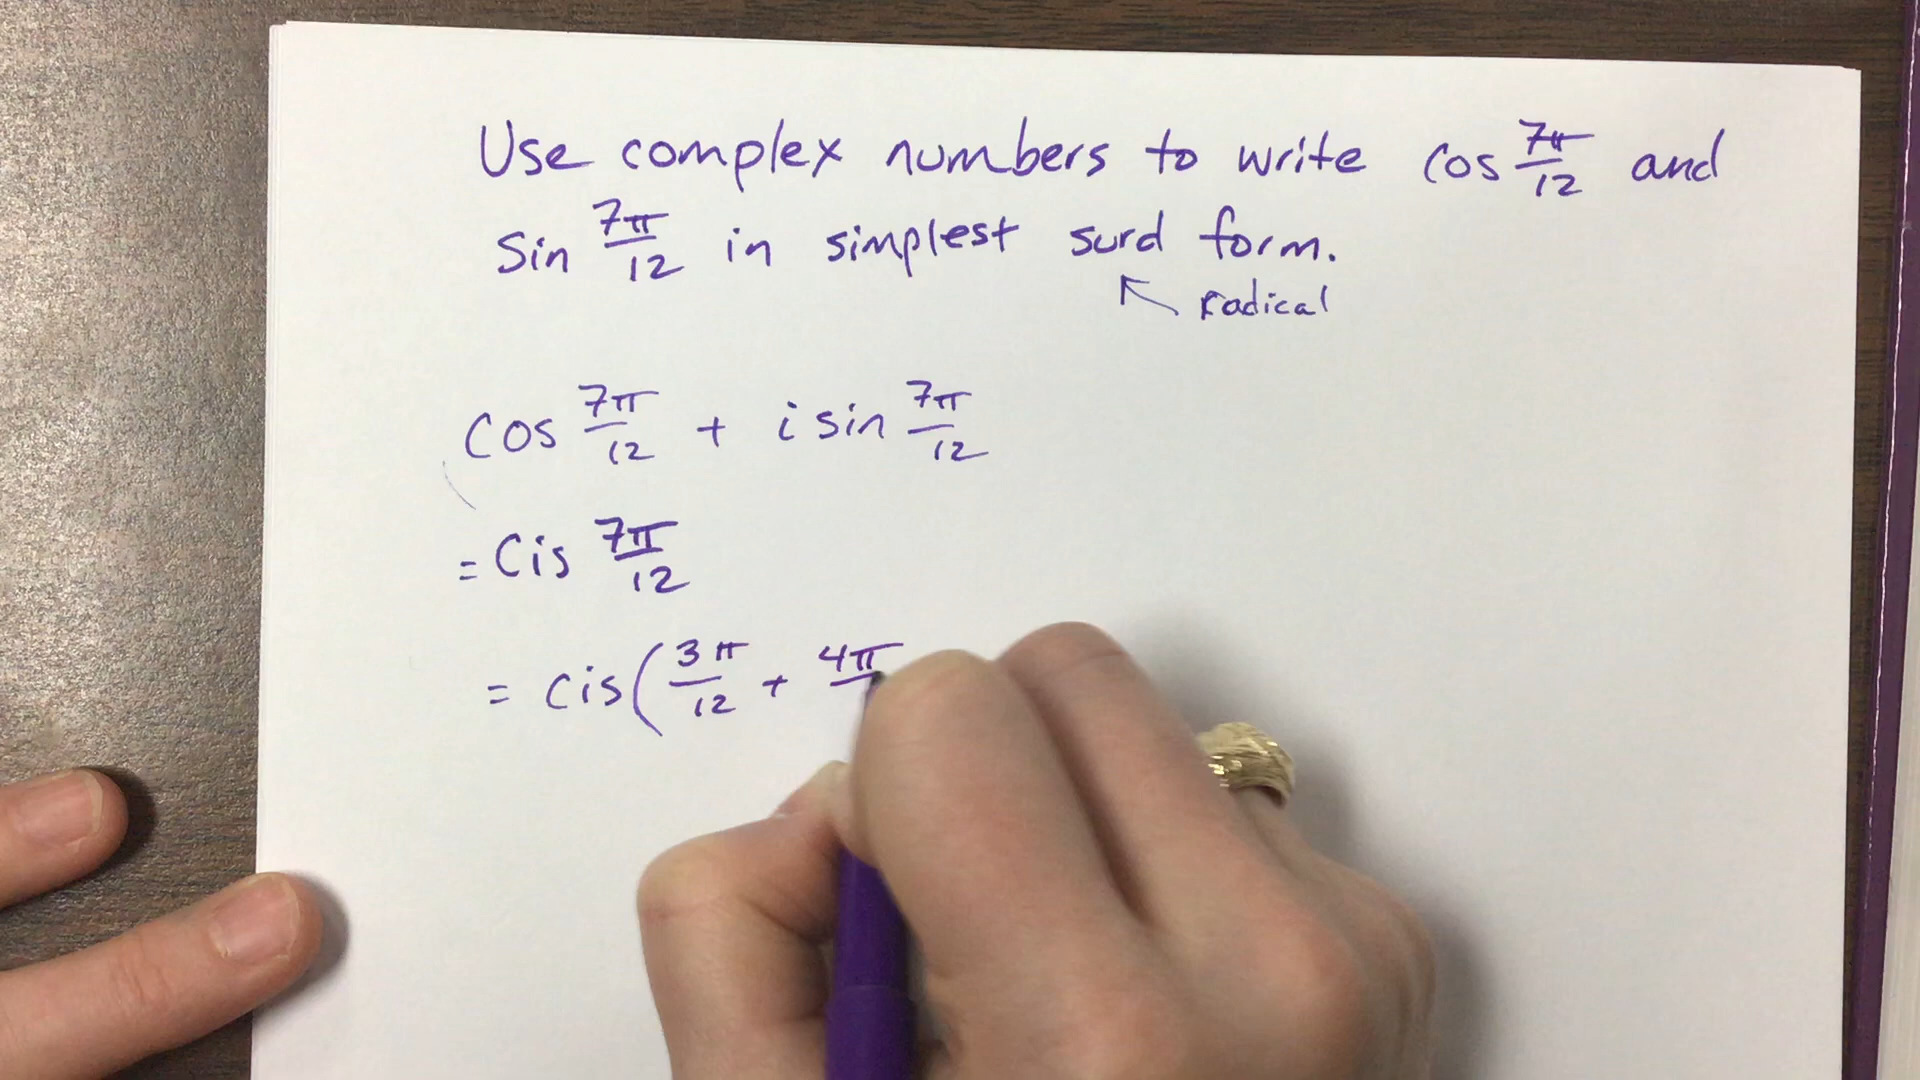 Use complex numbers to write cos 7π/12 and
sin 7π/12 in simplest surd form.
radical
cos 7π/12 + i sin 7π/12
= cis 7π/12
= cis( 3π/12 + 4π